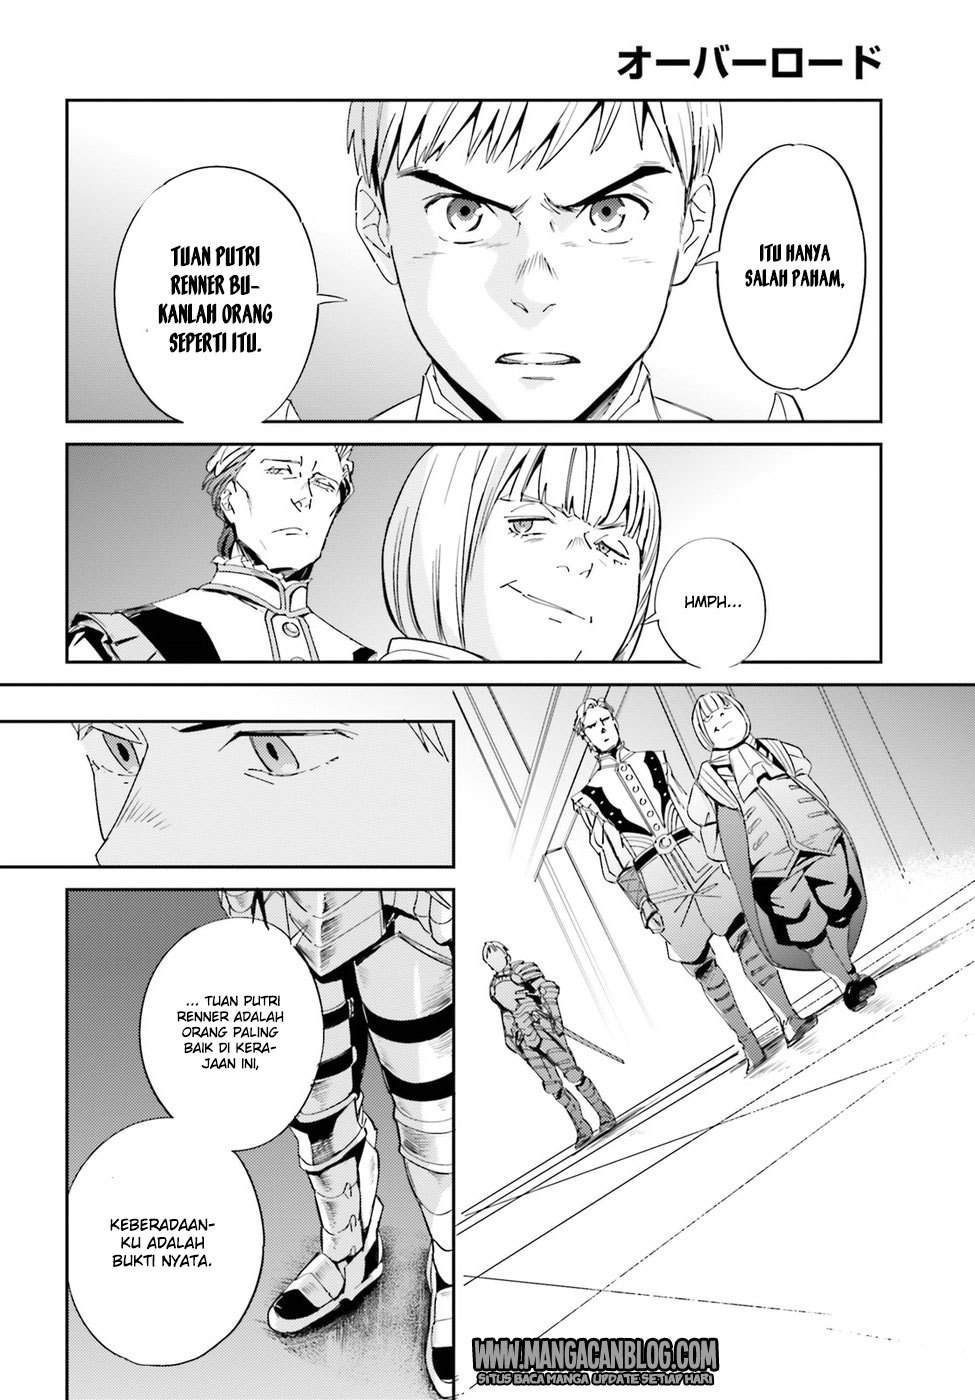 オーバーロード
ITU HANYA
SALAH PAHAM,
TUAN PUTRI
RENNER BU-
KANLAH ORANG
SEPERTI ITU.
HMPH...
... TUAN PUTRI
RENNER ADALAH
ORANG PALING
BAIK DI KERA-
JAAN INI,
KEBERADAAN-
KU ADALAH
BUKTI NYATA.
WWW.MANGACANBLOG.COM
SITUS BACA MANGA UPDATE SETIAP HARI